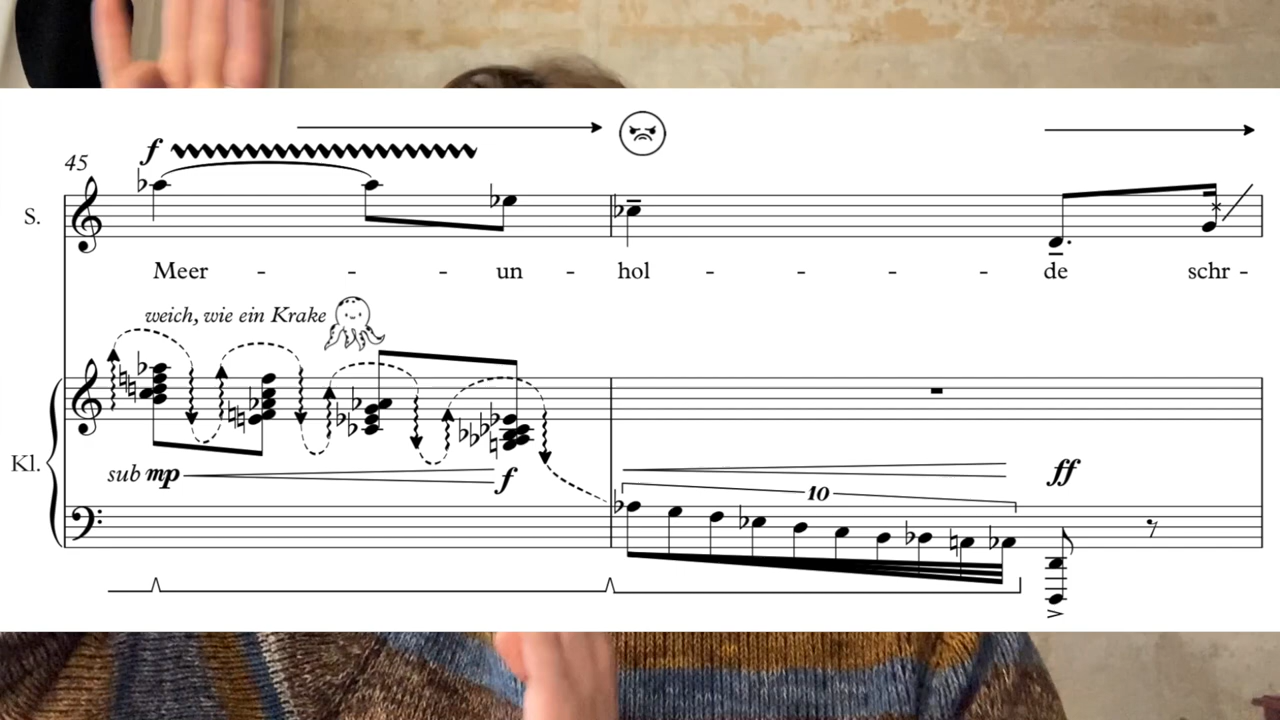 f
45
S.
Meer - - - un - hol - - - - de schr -
weich, wie ein Krake
Kl.
sub mp f ff
10